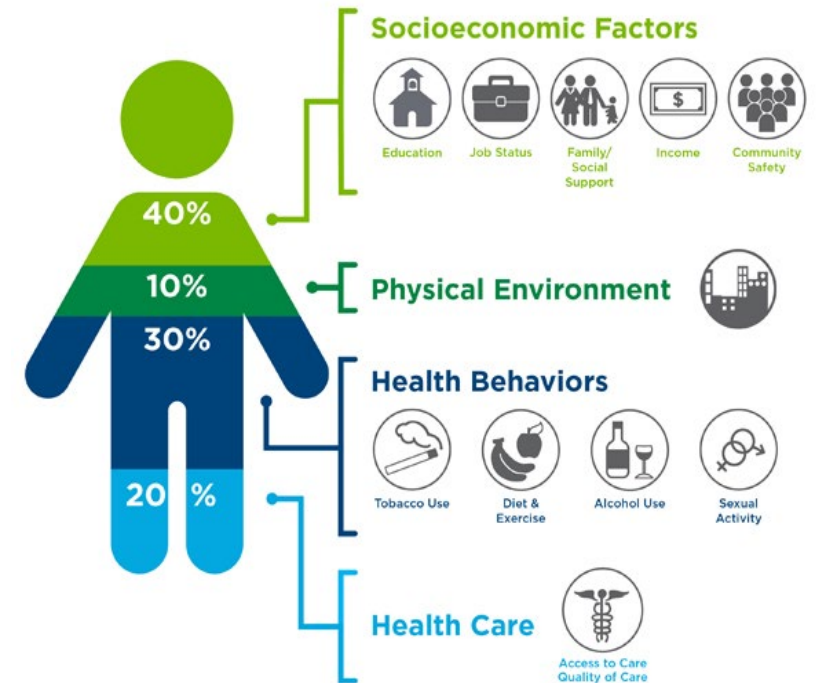 Socioeconomic Factors
Education
Job Status
Family/
Social
Support
Income
Community
Safety
40%
10%
Physical Environment
30%
Health Behaviors
Tobacco Use
Diet &
Exercise
Alcohol Use
Sexual
Activity
20 %
Health Care
Access to Care
Quality of Care
$